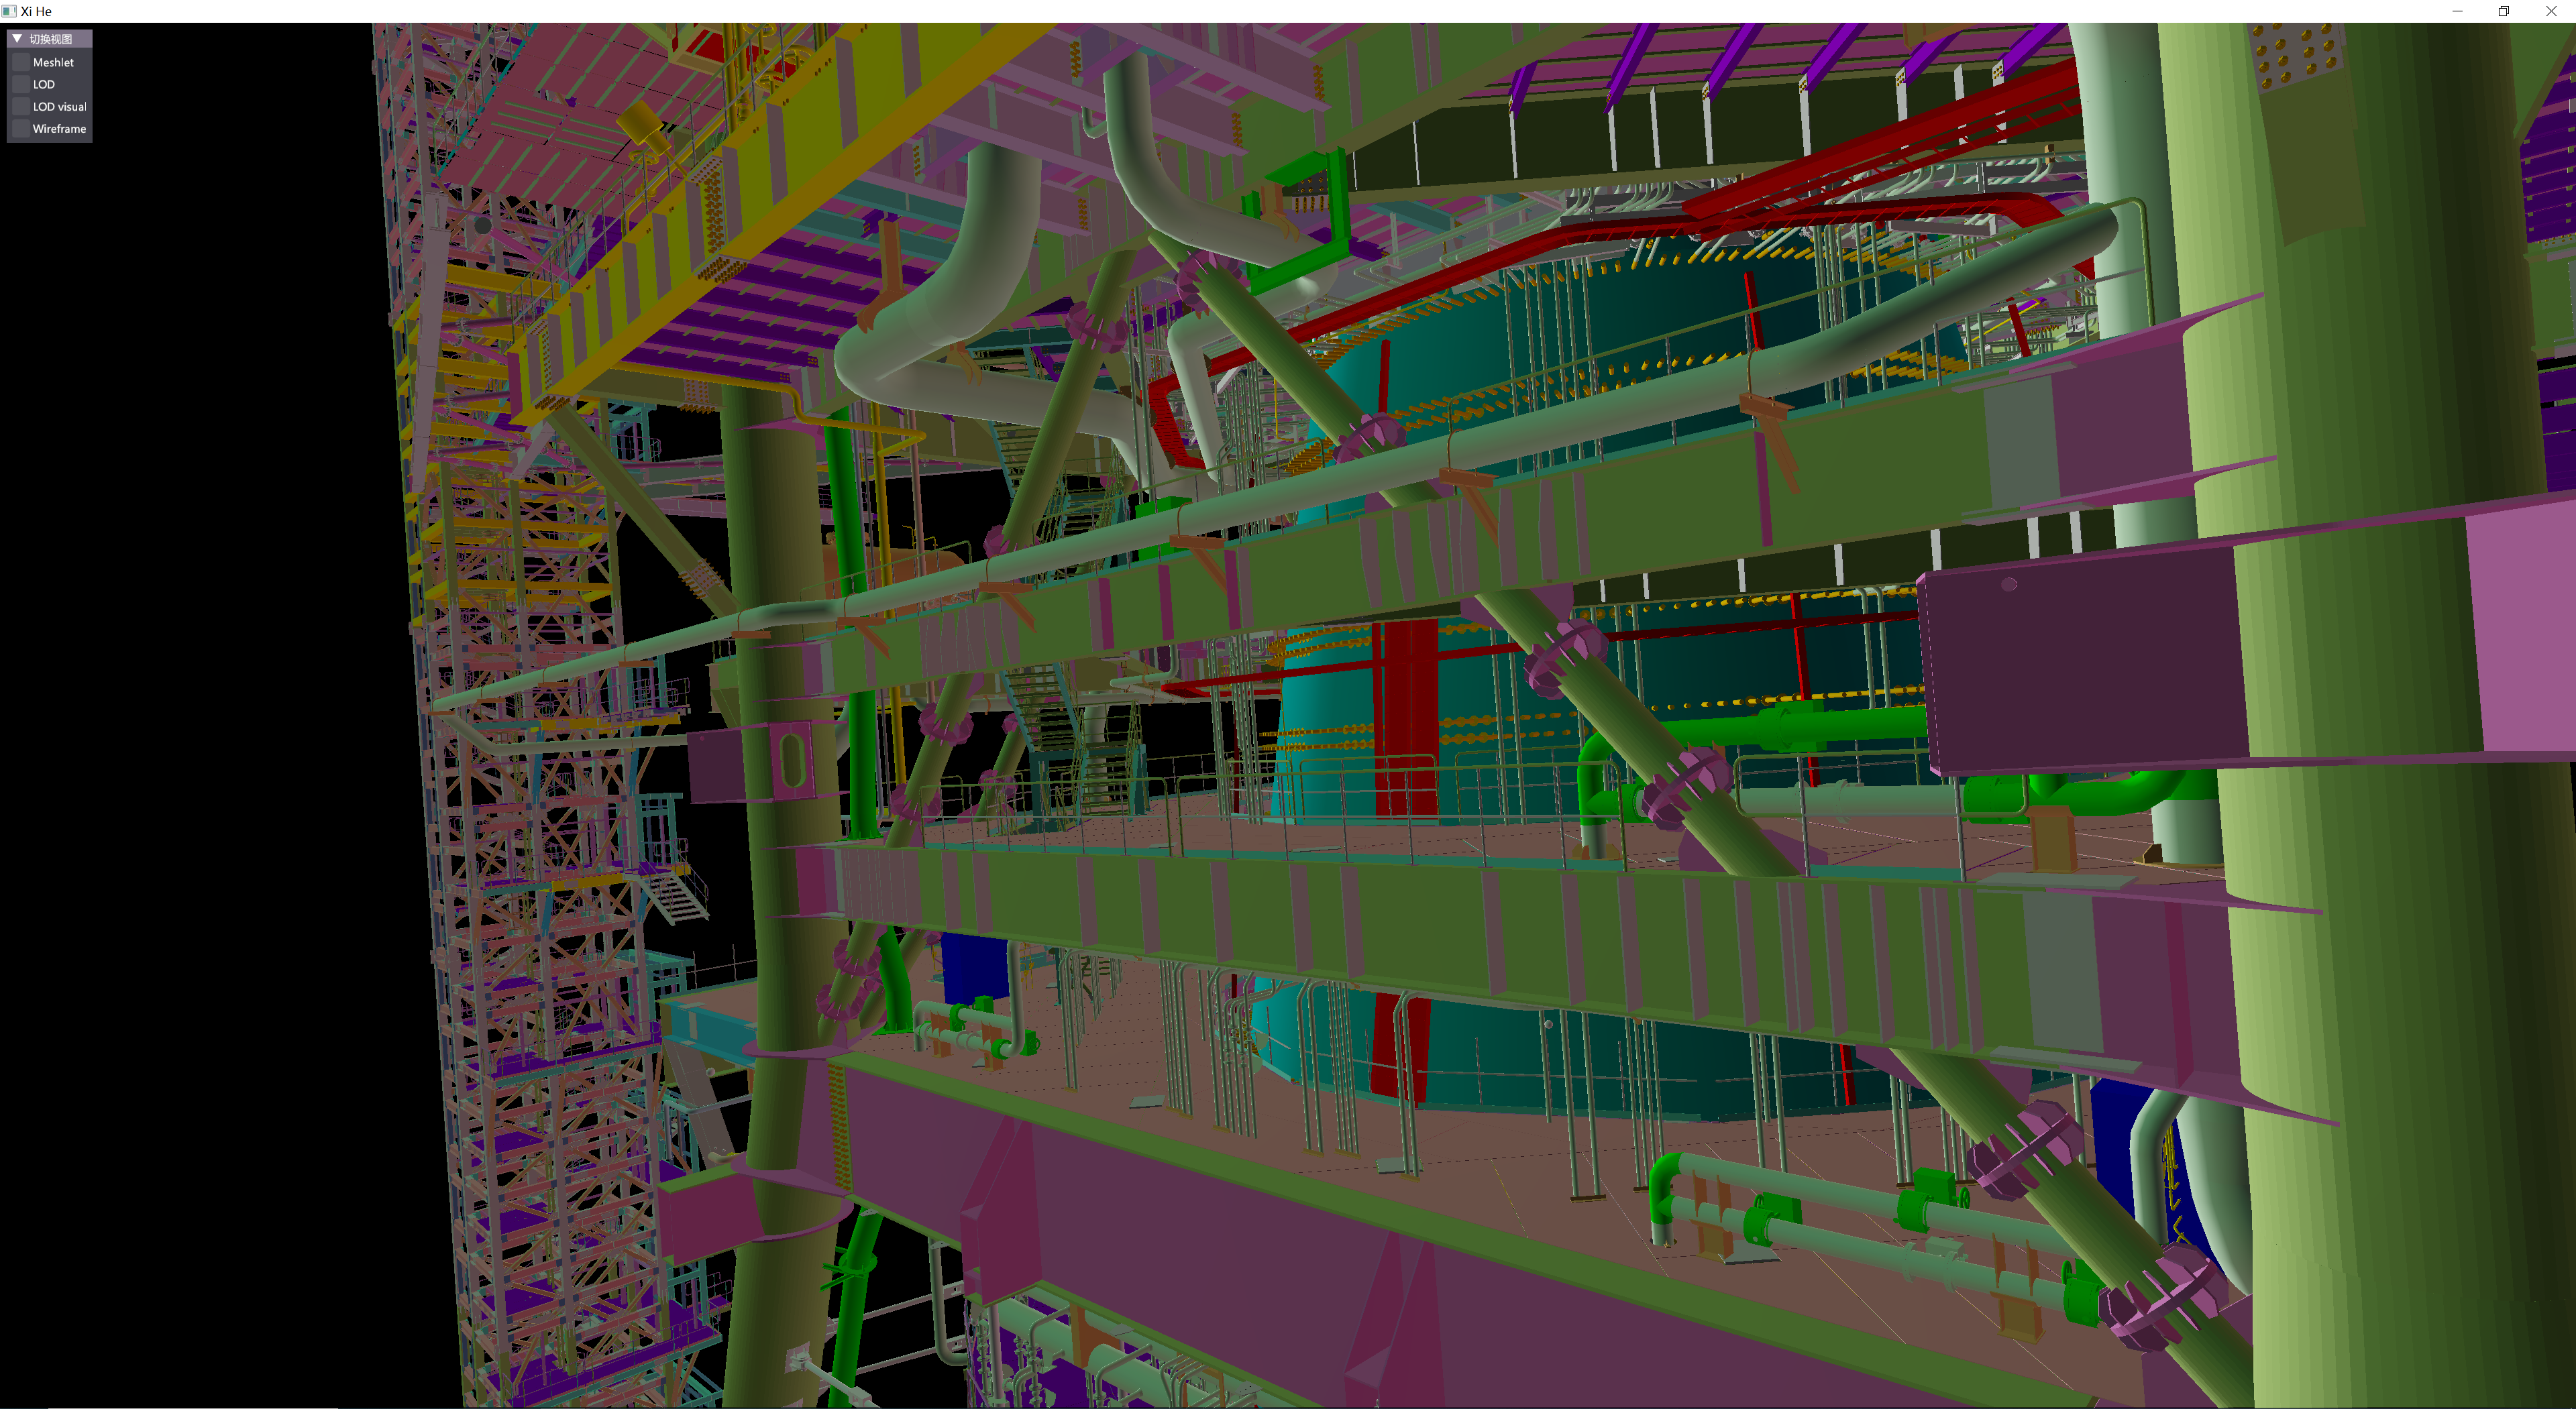 Xi He
切换视图
Meshlet
LOD
LOD visual
Wireframe